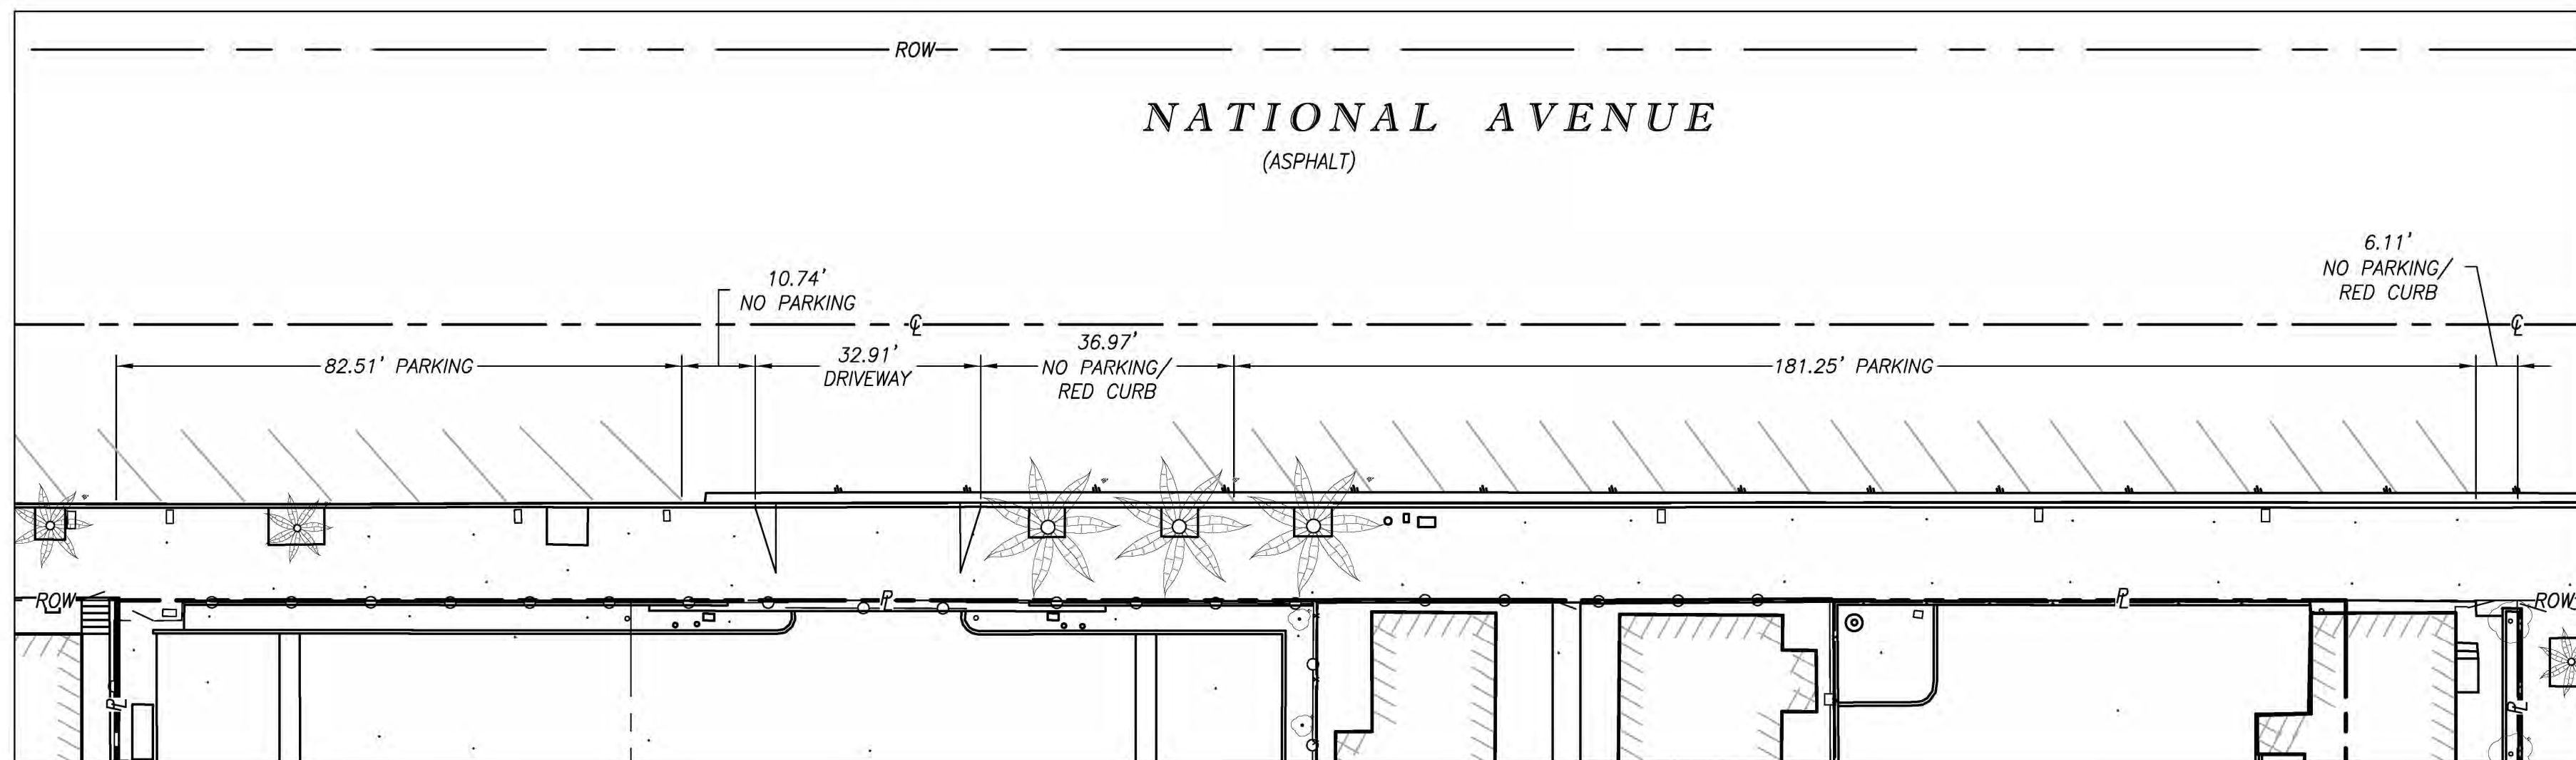 ROW
NATIONAL AVENUE
(ASPHALT)
6.11'
NO PARKING/
RED CURB
10.74'
NO PARKING
℄
℄
82.51' PARKING
32.91'
DRIVEWAY
36.97'
NO PARKING/
RED CURB
181.25' PARKING
ROW
PL
PL
ROW
PL
PL